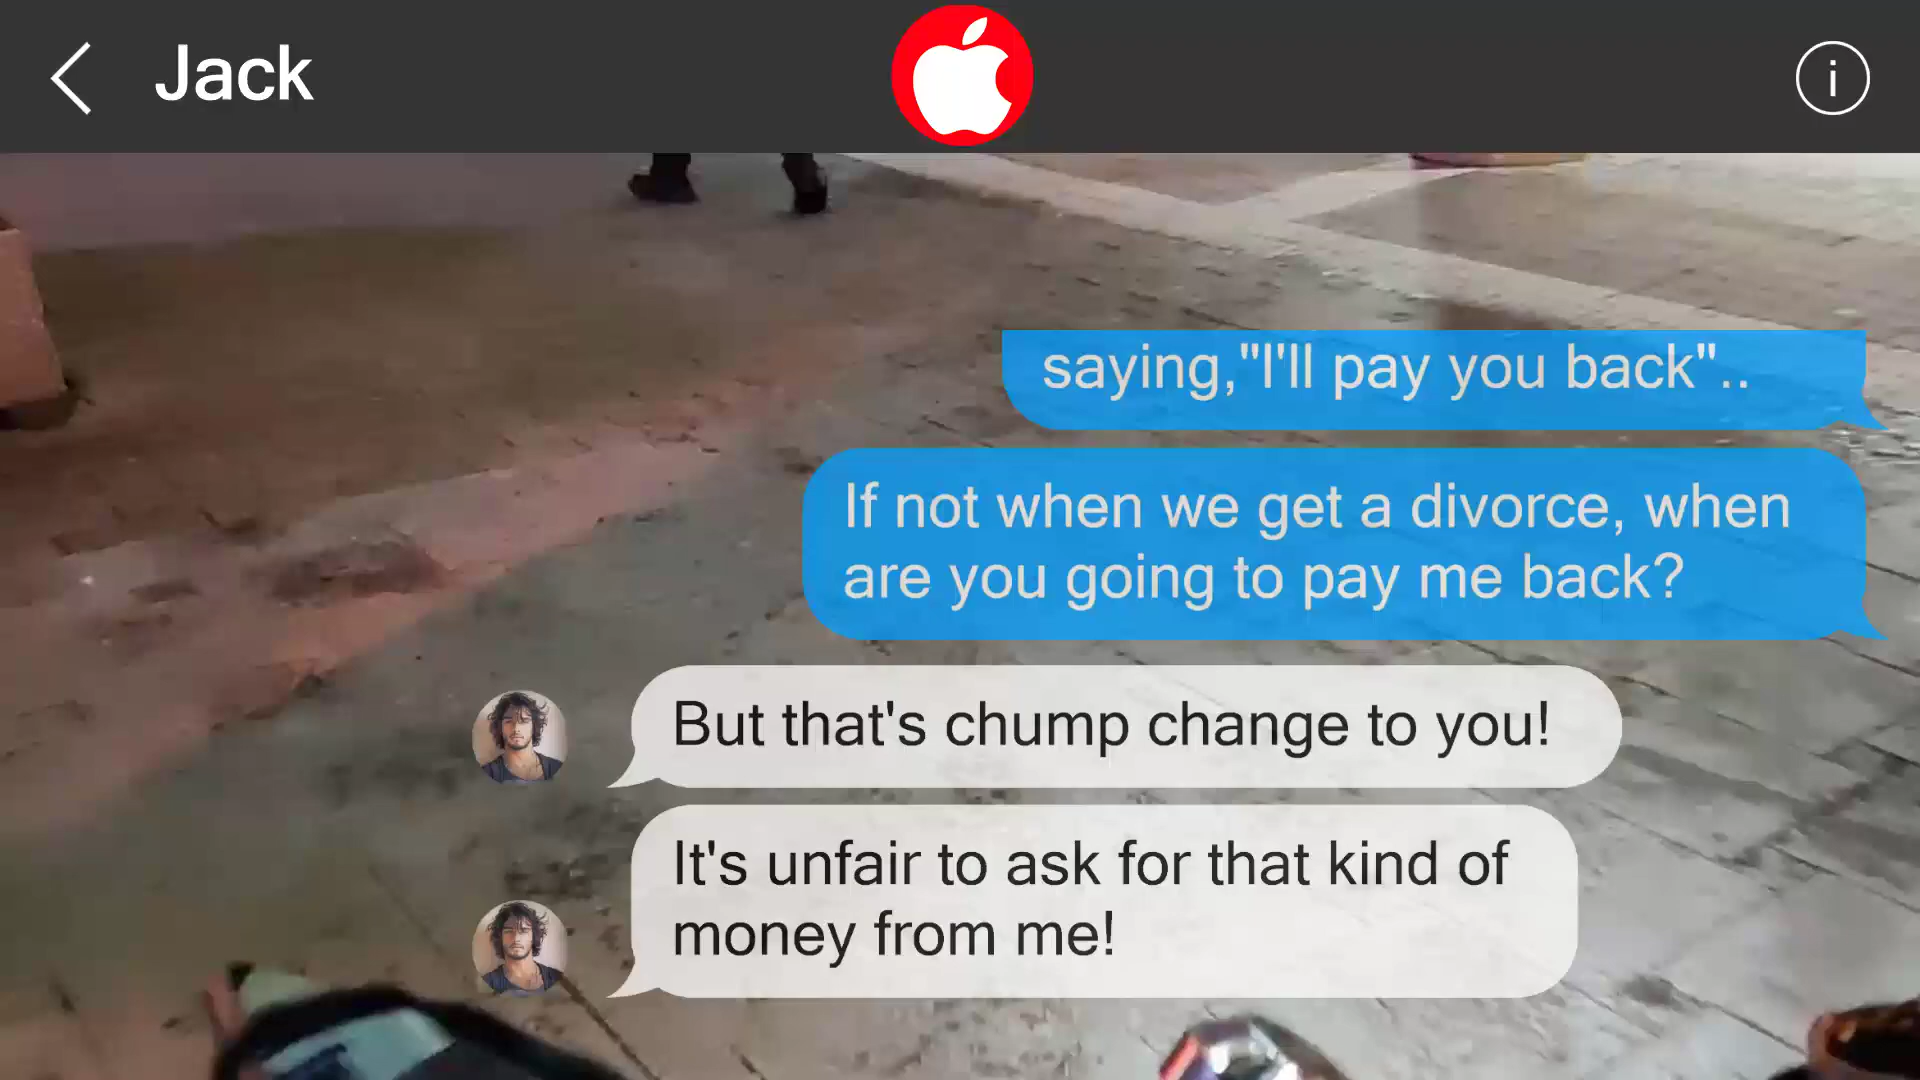 Jack
i
saying,"I'll pay you back"..
If not when we get a divorce, when
are you going to pay me back?
But that's chump change to you!
It's unfair to ask for that kind of
money from me!